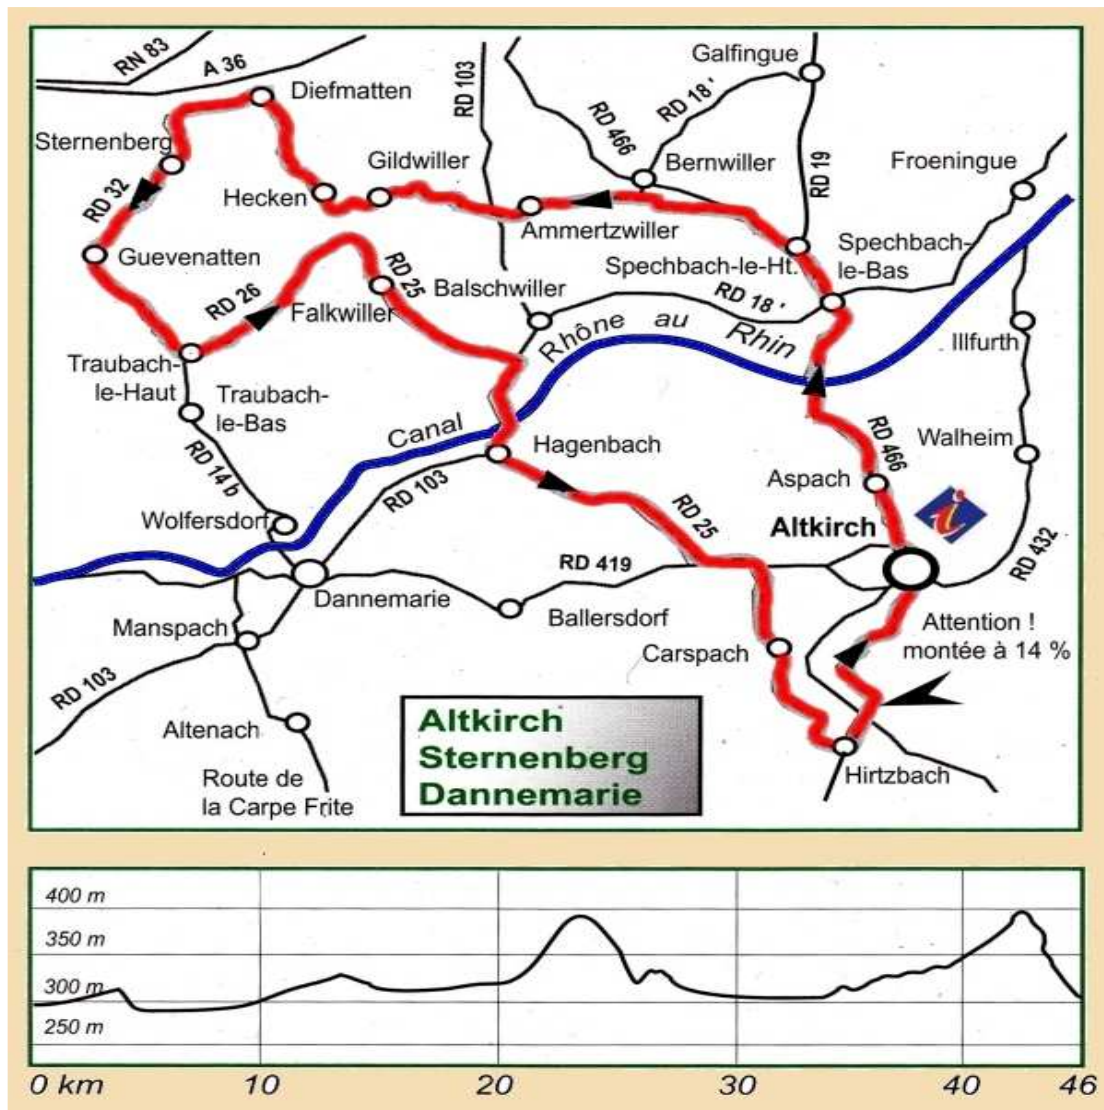 RN 83
A 36
Diefmatten
Sternenberg
RD 32
Hecken
Gildwiller
RD 103
RD 466
RD 18 '
Galfingue
Bernwiller
RD 19
Froeningue
Ammertzwiller
Spechbach-le-Ht.
Spechbach-
le-Bas
Guevenatten
RD 26
RD 25
Falkwiller
Balschwiller
RD 18 '
Rhône au Rhin
Illfurth
Traubach-
le-Haut
Traubach-
le-Bas
Canal
Hagenbach
RD 466
Walheim
RD 14 b
RD 103
Aspach
Wolfersdorf
RD 25
Altkirch
i
RD 432
RD 419
Dannemarie
Ballersdorf
Attention !
montée à 14 %
Manspach
Carspach
RD 103
Altenach
Hirtzbach
Route de
la Carpe Frite
Altkirch
Sternenberg
Dannemarie
400 m
350 m
300 m
250 m
0 km 10 20 30 40 46